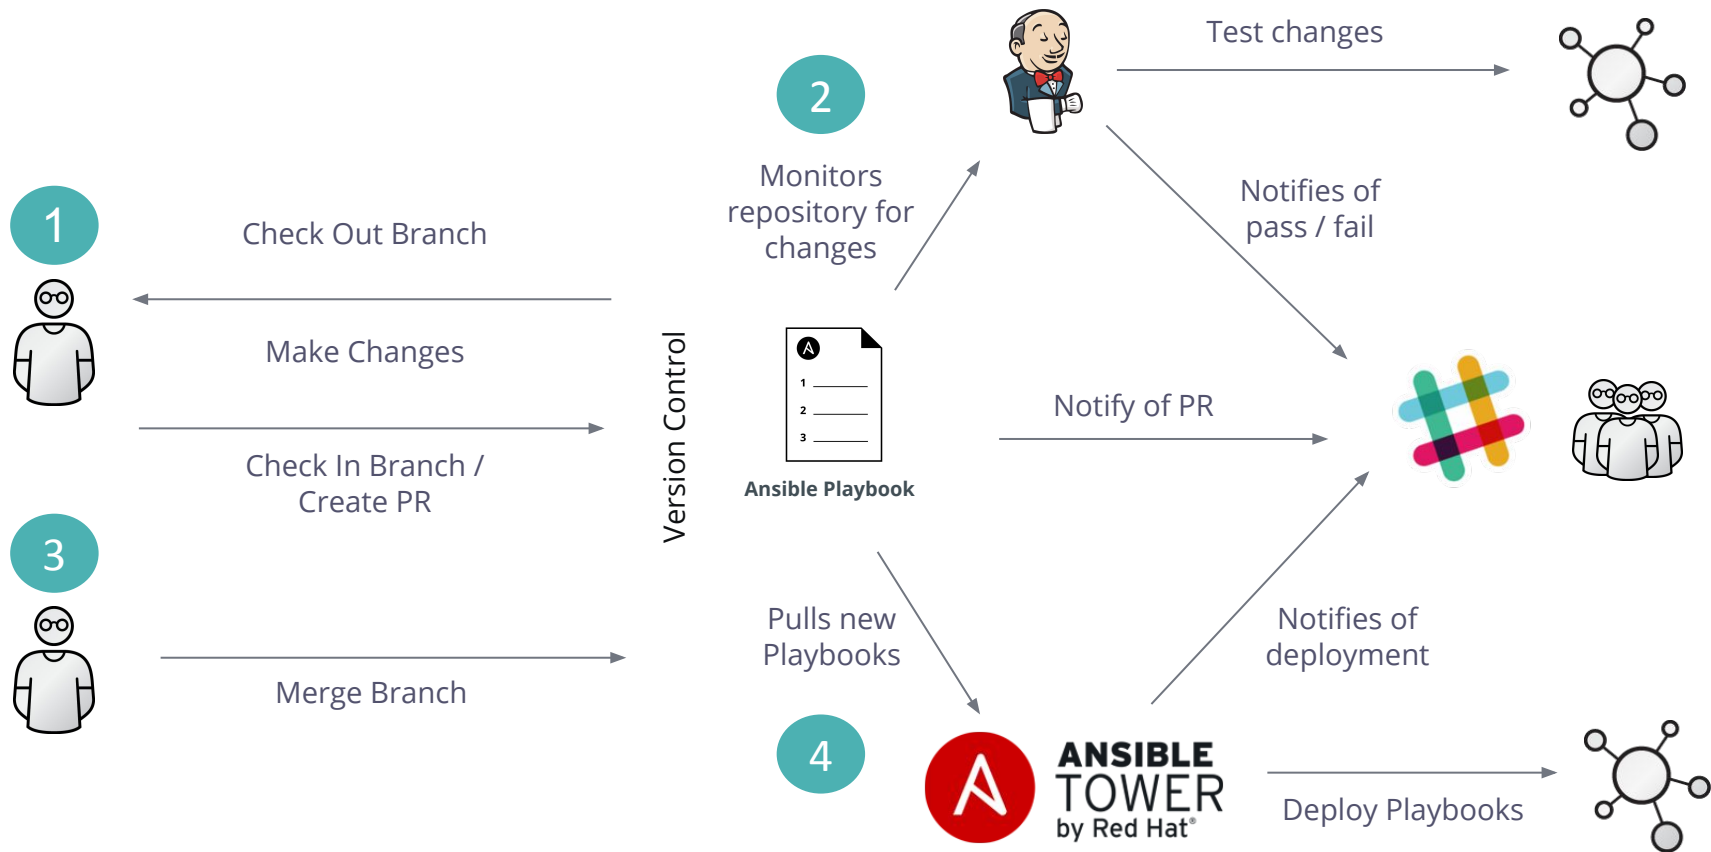 1
Check Out Branch
Make Changes
Check In Branch /
Create PR
2
Monitors
repository for
changes
Test changes
Notifies of
pass / fail
Version Control
1
2
3
Ansible Playbook
Notify of PR
3
Merge Branch
Pulls new
Playbooks
4
A
ANSIBLE
TOWER
by Red Hat®
Notifies of
deployment
Deploy Playbooks